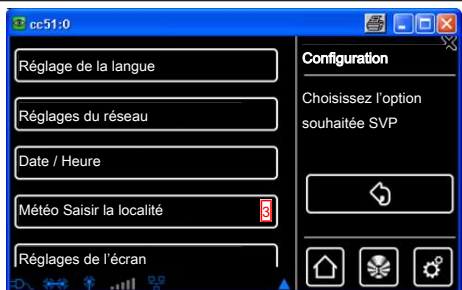 cc51:0
Réglage de la langue
Réglages du réseau
Date / Heure
Météo Saisir la localité 3
Réglages de l'écran
Configuration
Choisissez l'option
souhaitée SVP